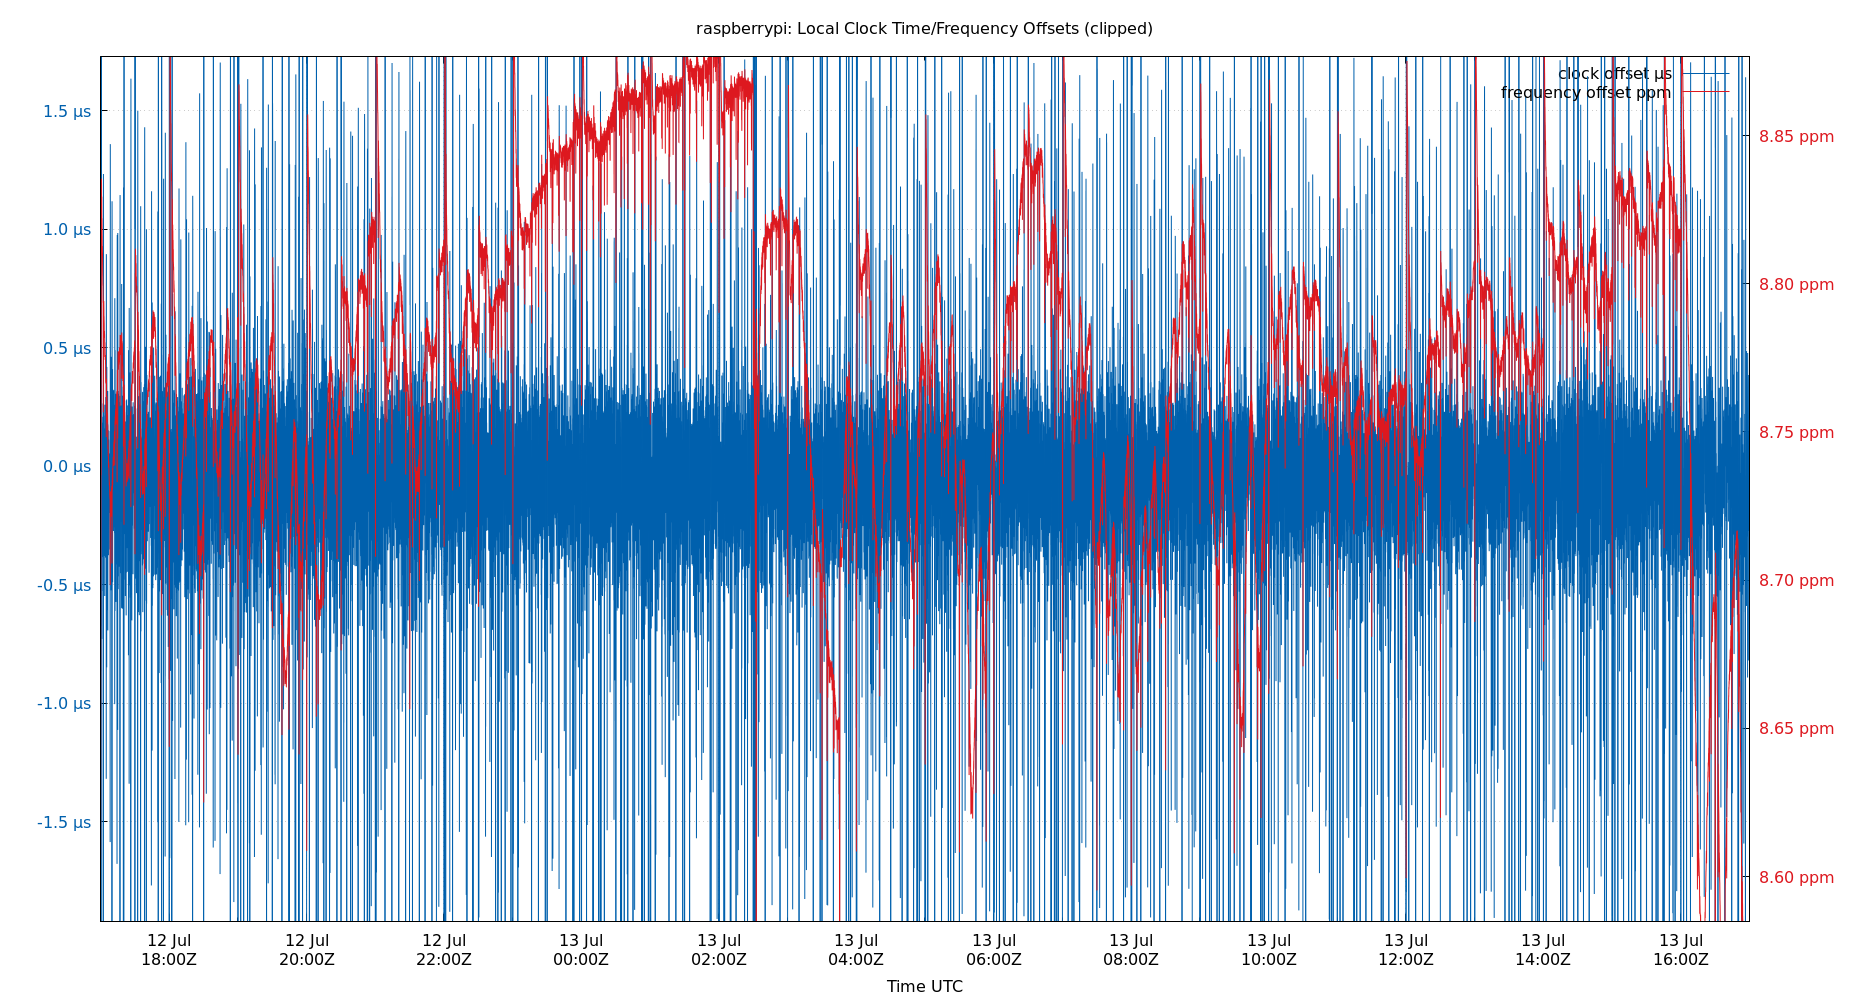 raspberrypi: Local Clock Time/Frequency Offsets (clipped)
clock offset µs
frequency offset ppm
1.5 µs
1.0 µs
0.5 µs
0.0 µs
-0.5 µs
-1.0 µs
-1.5 µs
8.85 ppm
8.80 ppm
8.75 ppm
8.70 ppm
8.65 ppm
8.60 ppm
12 Jul
18:00Z
12 Jul
20:00Z
12 Jul
22:00Z
13 Jul
00:00Z
13 Jul
02:00Z
13 Jul
04:00Z
13 Jul
06:00Z
13 Jul
08:00Z
13 Jul
10:00Z
13 Jul
12:00Z
13 Jul
14:00Z
13 Jul
16:00Z
Time UTC